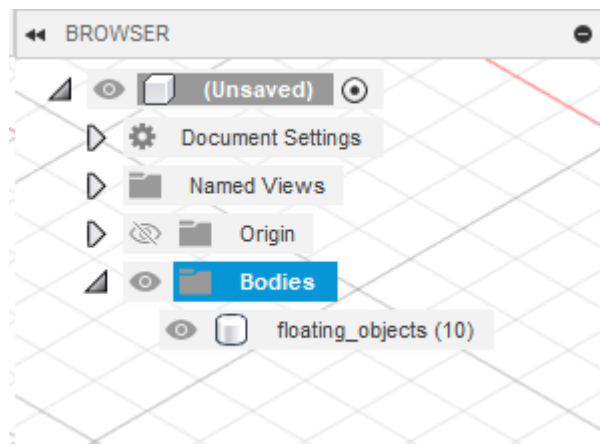 BROWSER
(Unsaved)
Document Settings
Named Views
Origin
Bodies
floating_objects (10)